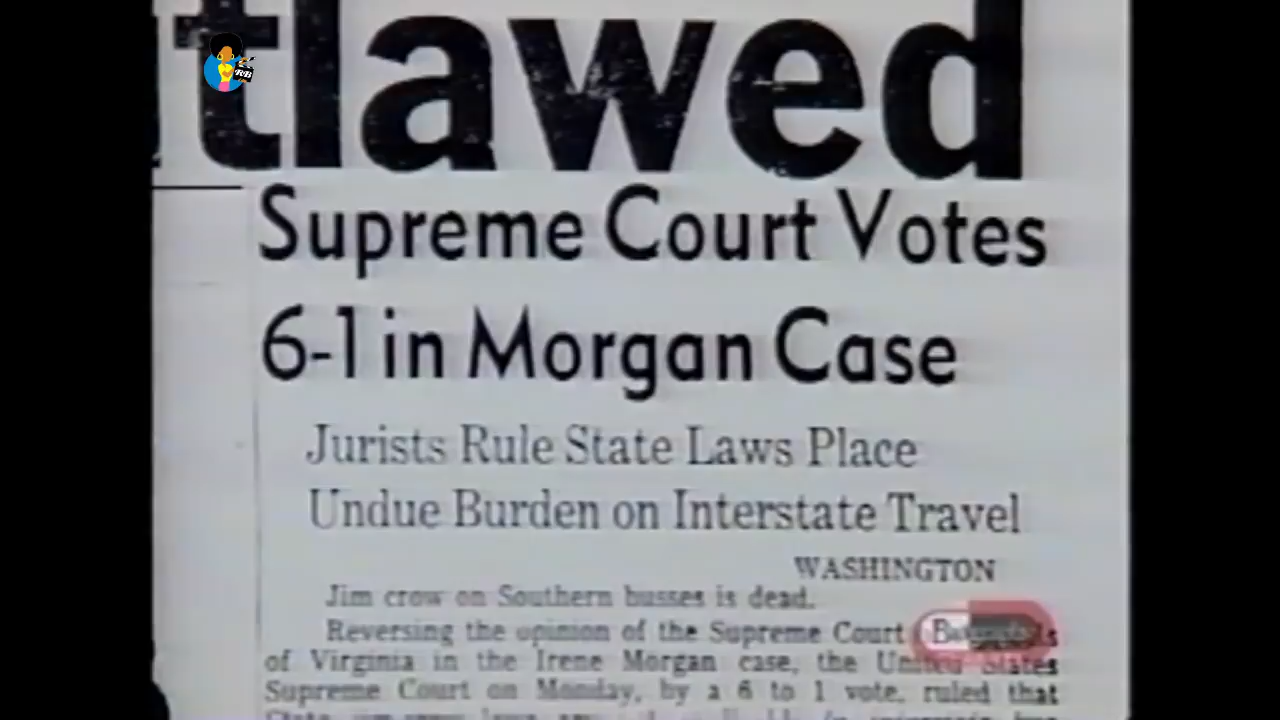 utlawed
RB
Supreme Court Votes
6-1 in Morgan Case
Jurists Rule State Laws Place
Undue Burden on Interstate Travel
WASHINGTON
Jim crow on Southern busses is dead.
Reversing the opinion of the Supreme Court
of Virginia in the Irene Morgan case, the United States
Supreme Court on Monday, by a 6 to 1 vote, ruled that